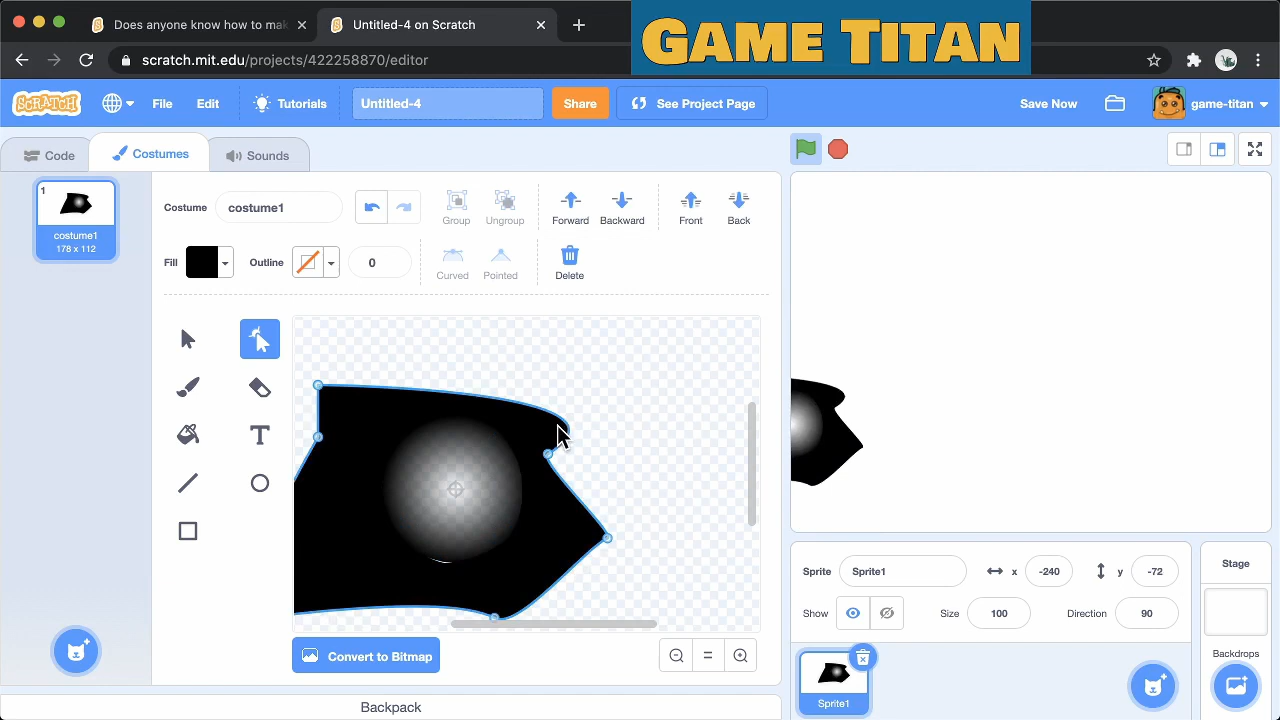 Does anyone know how to mak
Untitled-4 on Scratch
GAME TITAN
scratch.mit.edu/projects/422258870/editor
SCRATCH
File
Edit
Tutorials
Untitled-4
Share
See Project Page
Save Now
game-titan
Code
Costumes
Sounds
1
costume1
178 x 112
Costume
costume1
Group
Ungroup
Forward
Backward
Front
Back
Fill
Outline
0
Curved
Pointed
Delete
T
Convert to Bitmap
Backpack
Sprite
Sprite1
x
-240
y
-72
Show
Size
100
Direction
90
Sprite1
Stage
Backdrops